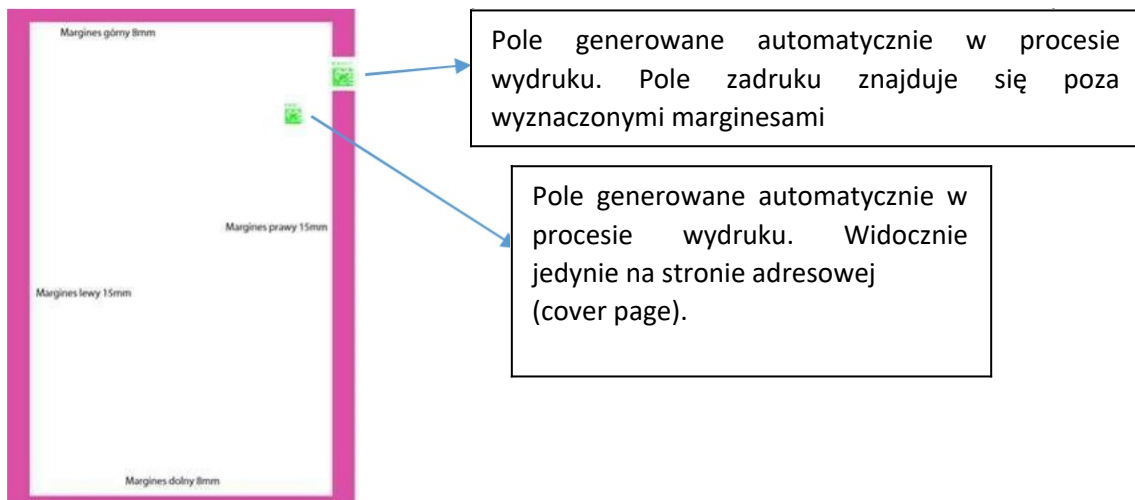 Margines górny 8mm
Pole generowane automatycznie w procesie
wydruku. Pole zadruku znajduje się poza
wyznaczonymi marginesami
Pole generowane automatycznie w
procesie wydruku. Widocznie
jedynie na stronie adresowej
(cover page).
Margines prawy 15mm
Margines lewy 15mm
Margines dolny 8mm